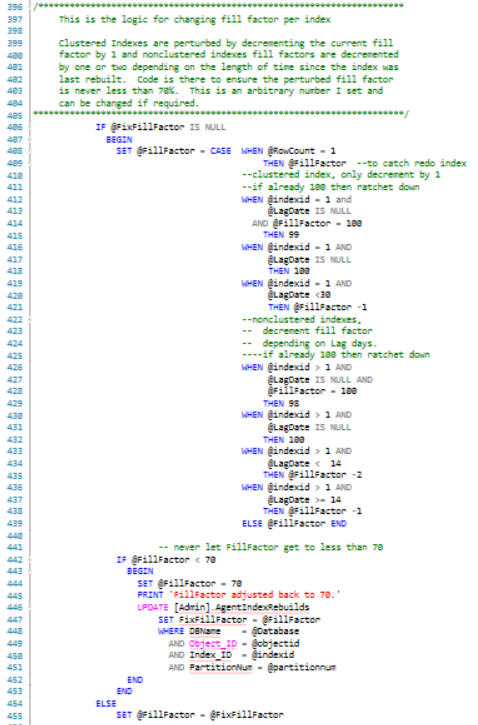 396 /***********************************************************************
397 This is the logic for changing fill factor per index
398
399 Clustered Indexes are perturbed by decrementing the current fill
400 factor by 1 and nonclustered indexes fill factors are decremented
401 by one or two depending on the length of time since the index was
402 last rebuilt.  Code is there to ensure the perturbed fill factor
403 is never less than 70%.  This is an arbitrary number I set and
404 can be changed if required.
405 ***********************************************************************/
406 IF @FixFillFactor IS NULL
407 BEGIN
408 SET @FillFactor = CASE  WHEN @RowCount = 1
409 THEN @FillFactor  --to catch redo index
410 --clustered index, only decrement by 1
411 --if already 100 then ratchet down
412 WHEN @indexid = 1 and
413 @LagDate IS NULL
414 AND @FillFactor = 100
415 THEN 99
416 WHEN @indexid = 1 AND
417 @LagDate IS NULL
418 THEN 100
419 WHEN @indexid = 1 AND
420 @LagDate <30
421 THEN @FillFactor -1
422 --nonclustered indexes,
423 --  decrement fill factor
424 --  depending on Lag days.
425 ----if already 100 then ratchet down
426 WHEN @indexid > 1 AND
427 @LagDate IS NULL AND
428 @FillFactor = 100
429 THEN 98
430 WHEN @indexid > 1 AND
431 @LagDate IS NULL
432 THEN 100
433 WHEN @indexid > 1 AND
434 @LagDate <  14
435 THEN @FillFactor -2
436 WHEN @indexid > 1 AND
437 @LagDate >= 14
438 THEN @FillFactor -1
439 ELSE @FillFactor END
440
441 -- never let FillFactor get to less than 70
442 IF @FillFactor < 70
443 BEGIN
444 SET @FillFactor = 70
445 PRINT 'FillFactor adjusted back to 70.'
446 UPDATE [Admin].AgentIndexRebuilds
447 SET FixFillFactor = @FillFactor
448 WHERE DBName    = @Database
449 AND Object_ID = @objectid
450 AND Index_ID  = @indexid
451 AND PartitionNum = @partitionnum
452 END
453 END
454 ELSE
455 SET @FillFactor = @FixFillFactor